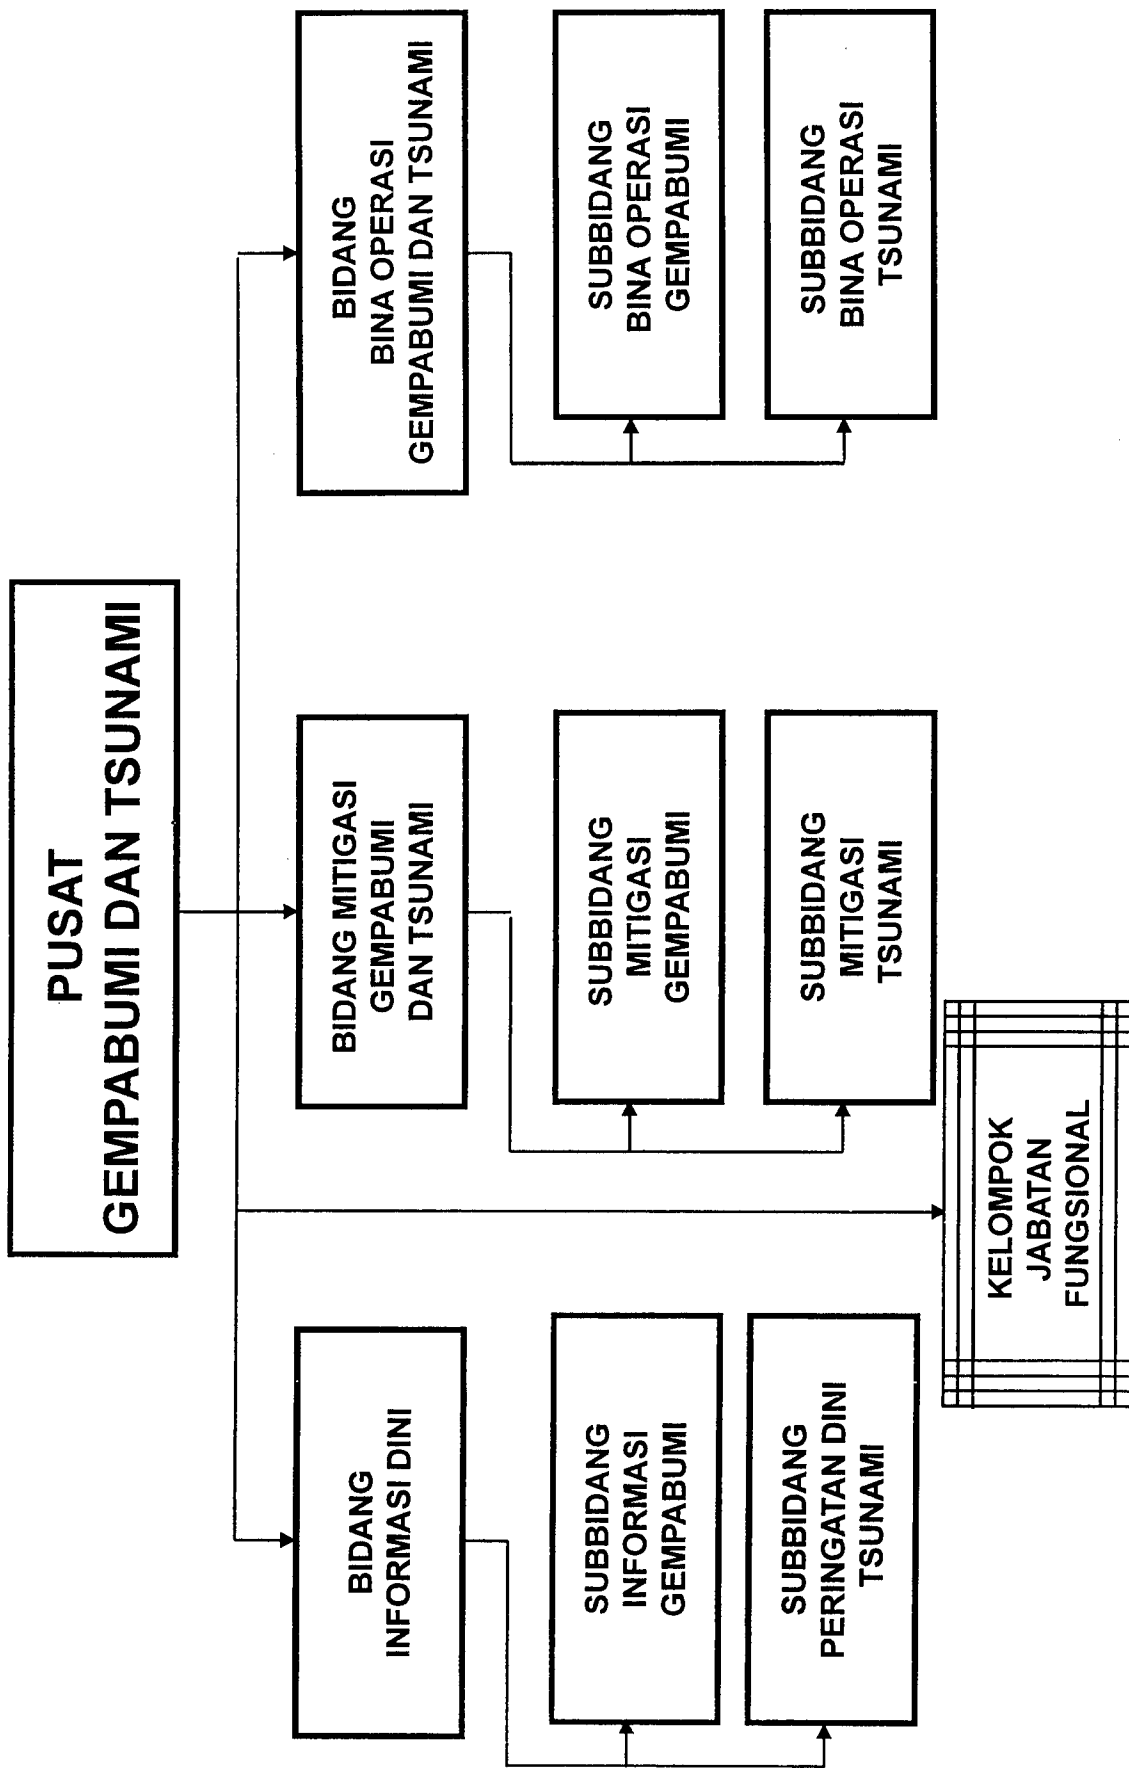 PUSAT
GEMPABUMI DAN TSUNAMI
BIDANG
INFORMASI DINI
BIDANG MITIGASI
GEMPABUMI
DAN TSUNAMI
BIDANG
BINA OPERASI
GEMPABUMI DAN TSUNAMI
SUBBIDANG
INFORMASI
GEMPABUMI
SUBBIDANG
MITIGASI
GEMPABUMI
SUBBIDANG
BINA OPERASI
GEMPABUMI
SUBBIDANG
PERINGATAN DINI
TSUNAMI
SUBBIDANG
MITIGASI
TSUNAMI
SUBBIDANG
BINA OPERASI
TSUNAMI
KELOMPOK
JABATAN
FUNGSIONAL